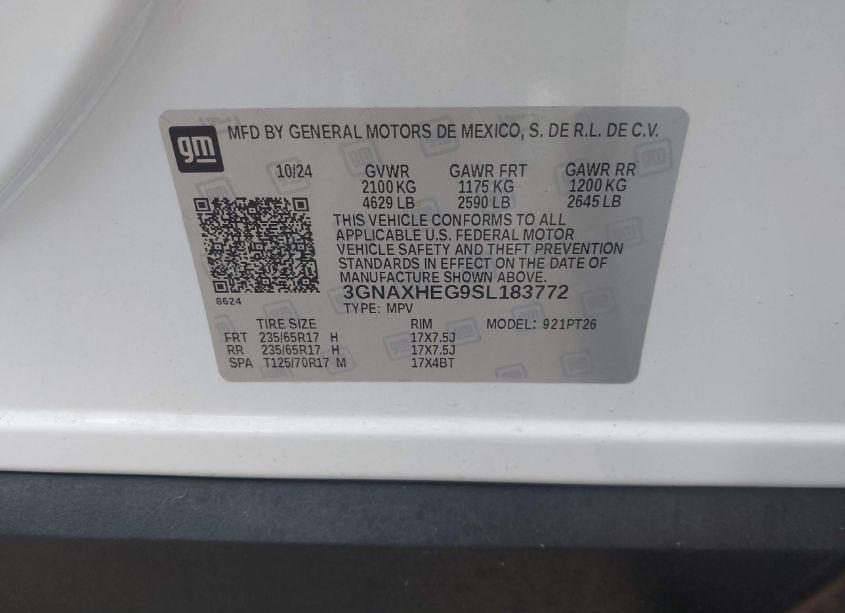 gm MFD BY GENERAL MOTORS DE MEXICO, S. DE R.L. DE C.V.
10/24 GVWR GAWR FRT GAWR RR
2100 KG 1175 KG 1200 KG
4629 LB 2590 LB 2645 LB
THIS VEHICLE CONFORMS TO ALL
APPLICABLE U.S. FEDERAL MOTOR
VEHICLE SAFETY AND THEFT PREVENTION
STANDARDS IN EFFECT ON THE DATE OF
MANUFACTURE SHOWN ABOVE.
8624
3GNAXHEG9SL183772
TYPE: MPV
TIRE SIZE RIM MODEL: 921PT26
FRT 235/65R17 H 17X7.5J
RR 235/65R17 H 17X7.5J
SPA T125/70R17 M 17X4BT